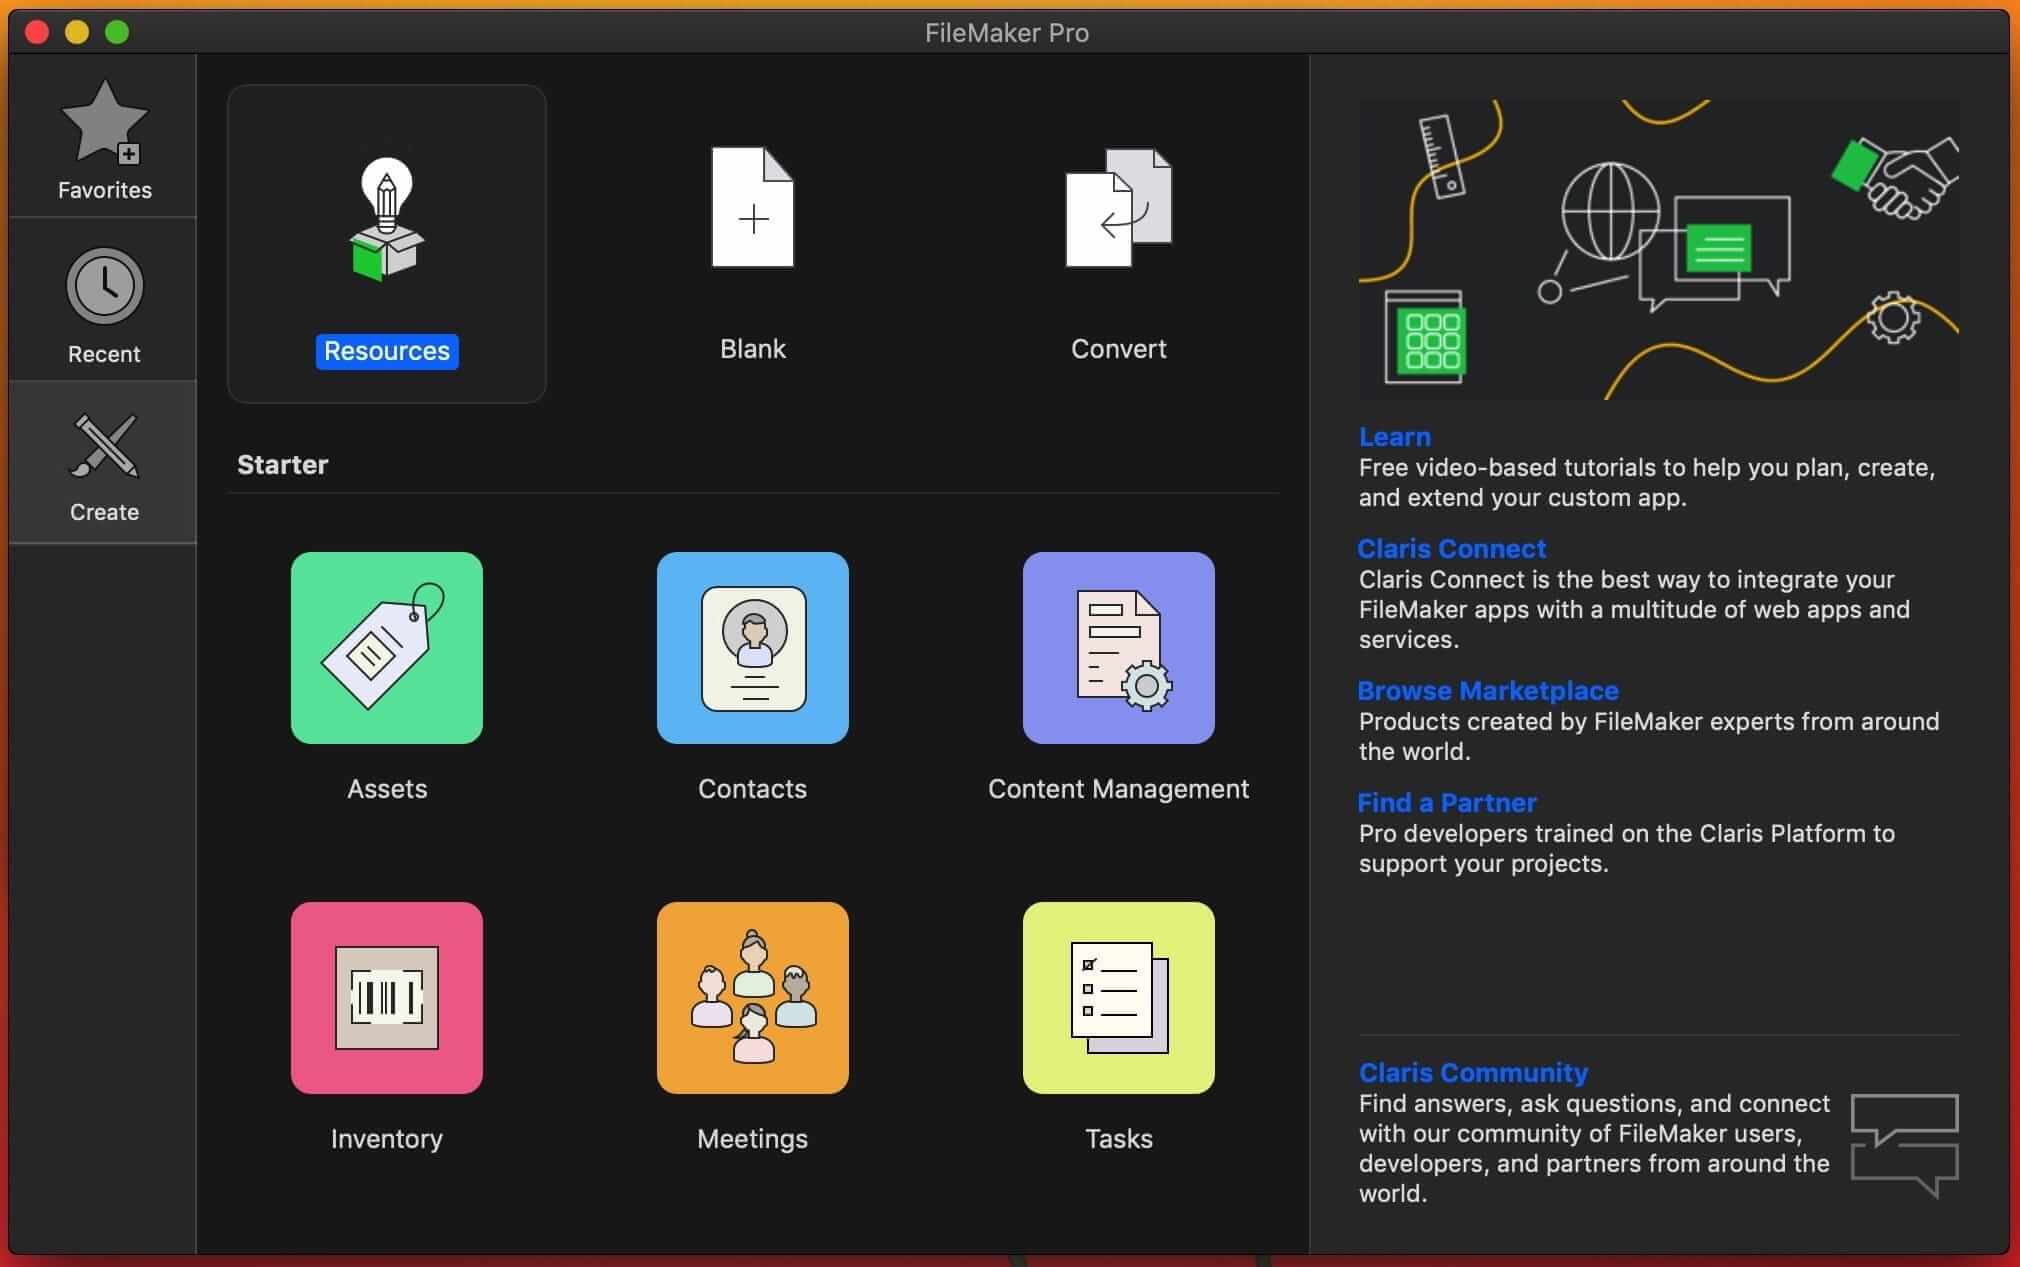 FileMaker Pro
Favorites
Recent
Create
Resources
Blank
Convert
Starter
Assets
Contacts
Content Management
Inventory
Meetings
Tasks
Learn
Free video-based tutorials to help you plan, create,
and extend your custom app.
Claris Connect
Claris Connect is the best way to integrate your
FileMaker apps with a multitude of web apps and
services.
Browse Marketplace
Products created by FileMaker experts from around
the world.
Find a Partner
Pro developers trained on the Claris Platform to
support your projects.
Claris Community
Find answers, ask questions, and connect
with our community of FileMaker users,
developers, and partners from around the
world.